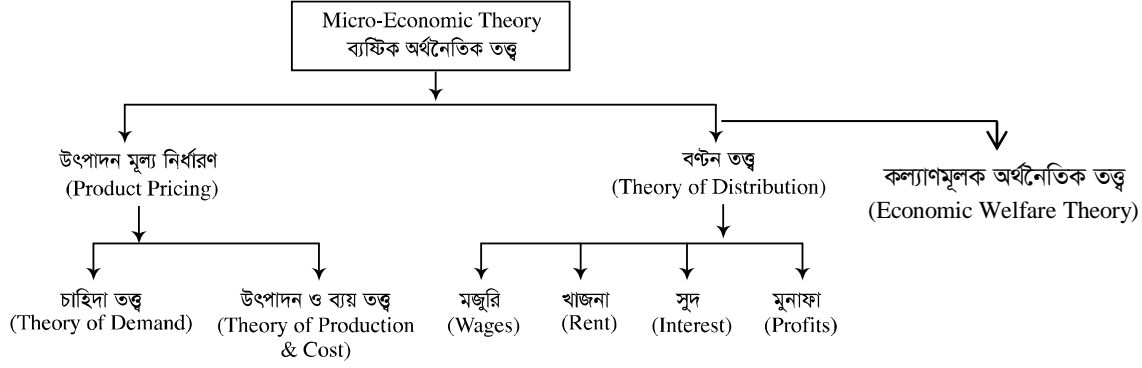 Micro-Economic Theory
ব্যষ্টিক অর্থনৈতিক তত্ত্ব
উৎপাদন মূল্য নির্ধারণ
(Product Pricing)
বণ্টন তত্ত্ব
(Theory of Distribution)
কল্যাণমূলক অর্থনৈতিক তত্ত্ব
(Economic Welfare Theory)
চাহিদা তত্ত্ব
(Theory of Demand)
উৎপাদন ও ব্যয় তত্ত্ব
(Theory of Production
& Cost)
মজুরি
(Wages)
খাজনা
(Rent)
সুদ
(Interest)
মুনাফা
(Profits)